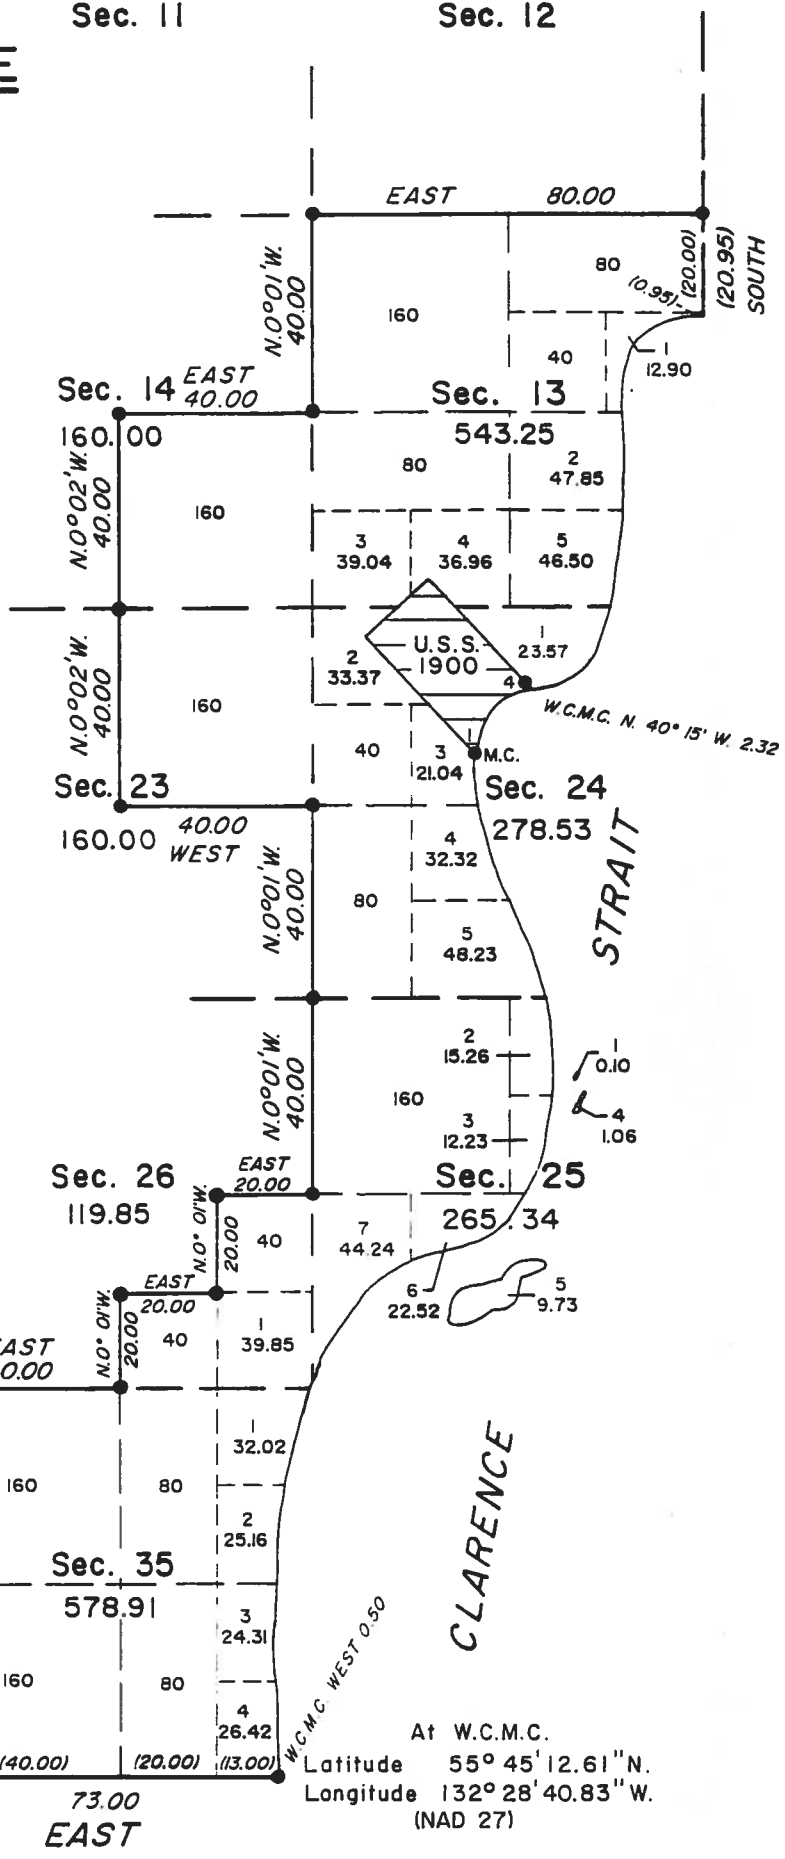 Sec. 11
Sec. 12
EAST 80.00
N.0°01'W.
40.00
80
(0.95)
(20.00)
(20.95)
SOUTH
160
40
1
12.90
Sec. 14
EAST
40.00
160.00
Sec. 13
543.25
N.0°02'W.
40.00
160
80
2
47.85
3
39.04
4
36.96
5
46.50
N.0°02'W.
40.00
160
2
33.37
U.S.S.
1900
1
23.57
4
W.C.M.C. N. 40° 15' W. 2.32
40
3
21.04
1
M.C.
Sec. 23
160.00
40.00
WEST
Sec. 24
278.53
4
32.32
N.0°01'W.
40.00
80
5
48.23
STRAIT
N.0°01'W.
40.00
160
2
15.26
3
12.23
1
0.10
4
1.06
Sec. 26
119.85
EAST
20.00
Sec. 25
265.34
N.0° 01'W.
20.00
40
7
44.24
6
22.52
5
9.73
EAST
20.00
N.0° 01'W.
20.00
40
1
39.85
AST
0.00
160
80
1
32.02
2
25.16
Sec. 35
578.91
3
24.31
160
80
4
26.42
CLARENCE
W.C.M.C. WEST 0.50
(40.00)
(20.00)
(13.00)
73.00
EAST
At W.C.M.C.
Latitude 55° 45' 12.61" N.
Longitude 132° 28' 40.83" W.
(NAD 27)